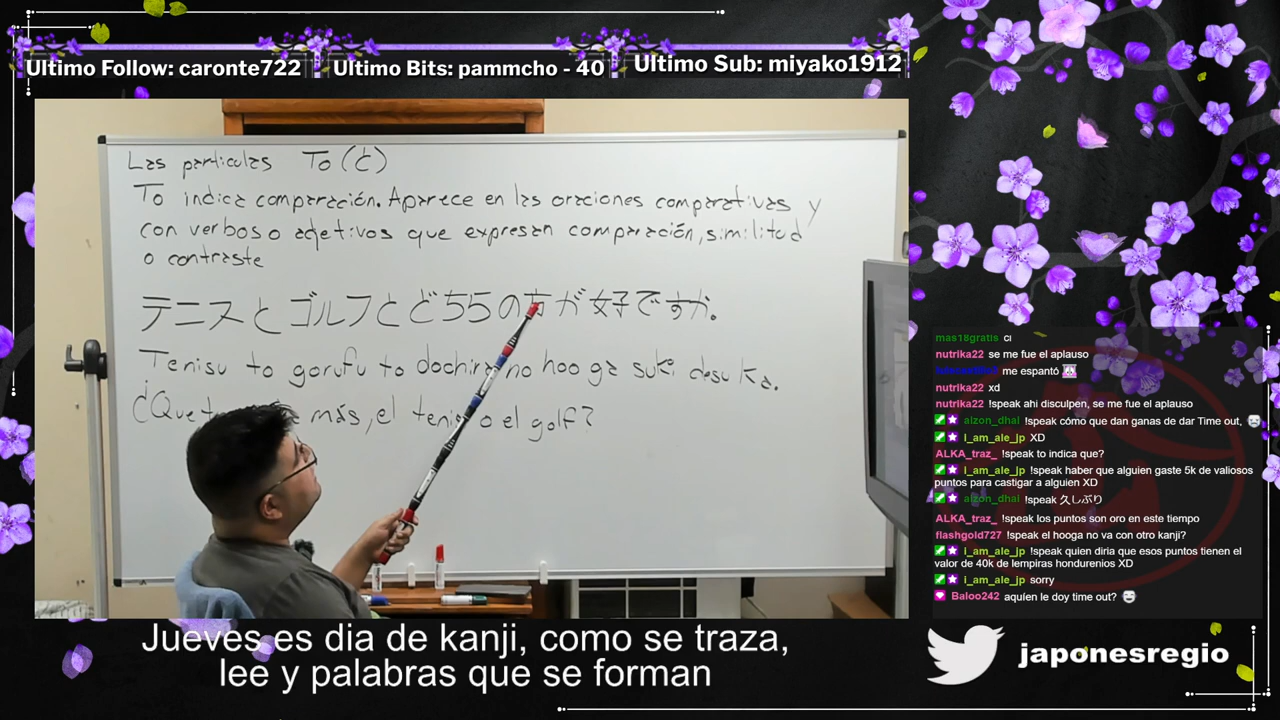 Ultimo Follow: caronte722
Ultimo Bits: pammcho - 40
Ultimo Sub: miyako1912
Las particulas To (と)
To indica comparación. Aparece en las oraciones comparativas y
con verbos o adjetivos que expresan comparación, similitud
o contraste
テニスとゴルフとどちらの方が好ですか。
Tenisu to gorufu to dochira no hoo ga suki desu ka.
¿Que más, el tenis o el golf?
mas18gratis ci
nutrika22 se me fue el aplauso
me espantó
nutrika22 xd
nutrika22 !speak ahi disculpen, se me fue el aplauso
aizon_dhal !speak cómo que dan ganas de dar Time out,
i_am_ale_jp XD
ALKA_traz_ !speak to indica que?
i_am_ale_jp !speak haber que alguien gaste 5k de valiosos
puntos para castigar a alguien XD
aizon_dhal !speak 久しぶり
ALKA_traz_ !speak los puntos son oro en este tiempo
flashgold727 !speak el hooga no va con otro kanji?
i_am_ale_jp !speak quien diria que esos puntos tienen el
valor de 40k de lempiras hondurenios XD
i_am_ale_jp sorry
Baloo242 aquíen le doy time out?
Jueves es dia de kanji, como se traza,
lee y palabras que se forman
japonesregio